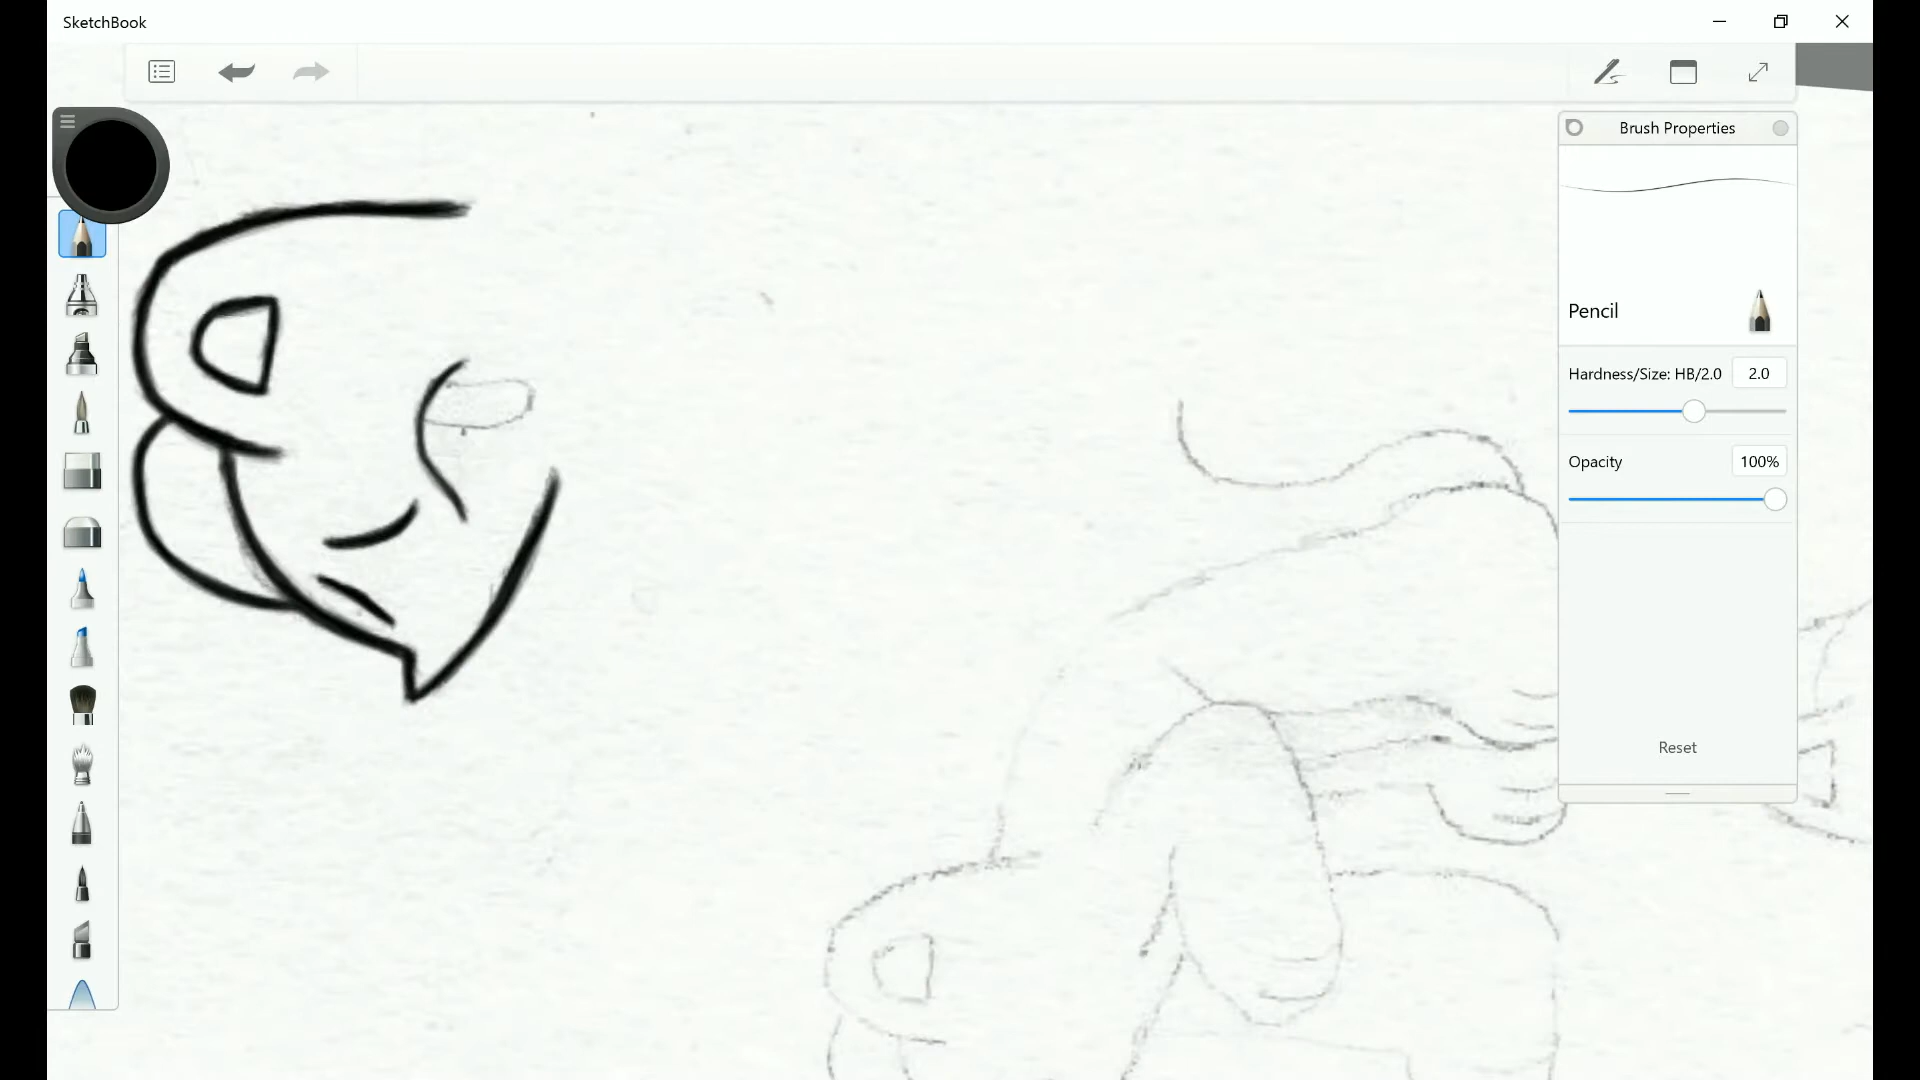 SketchBook
Brush Properties
Pencil
Hardness/Size: HB/2.0 2.0
Opacity 100%
Reset